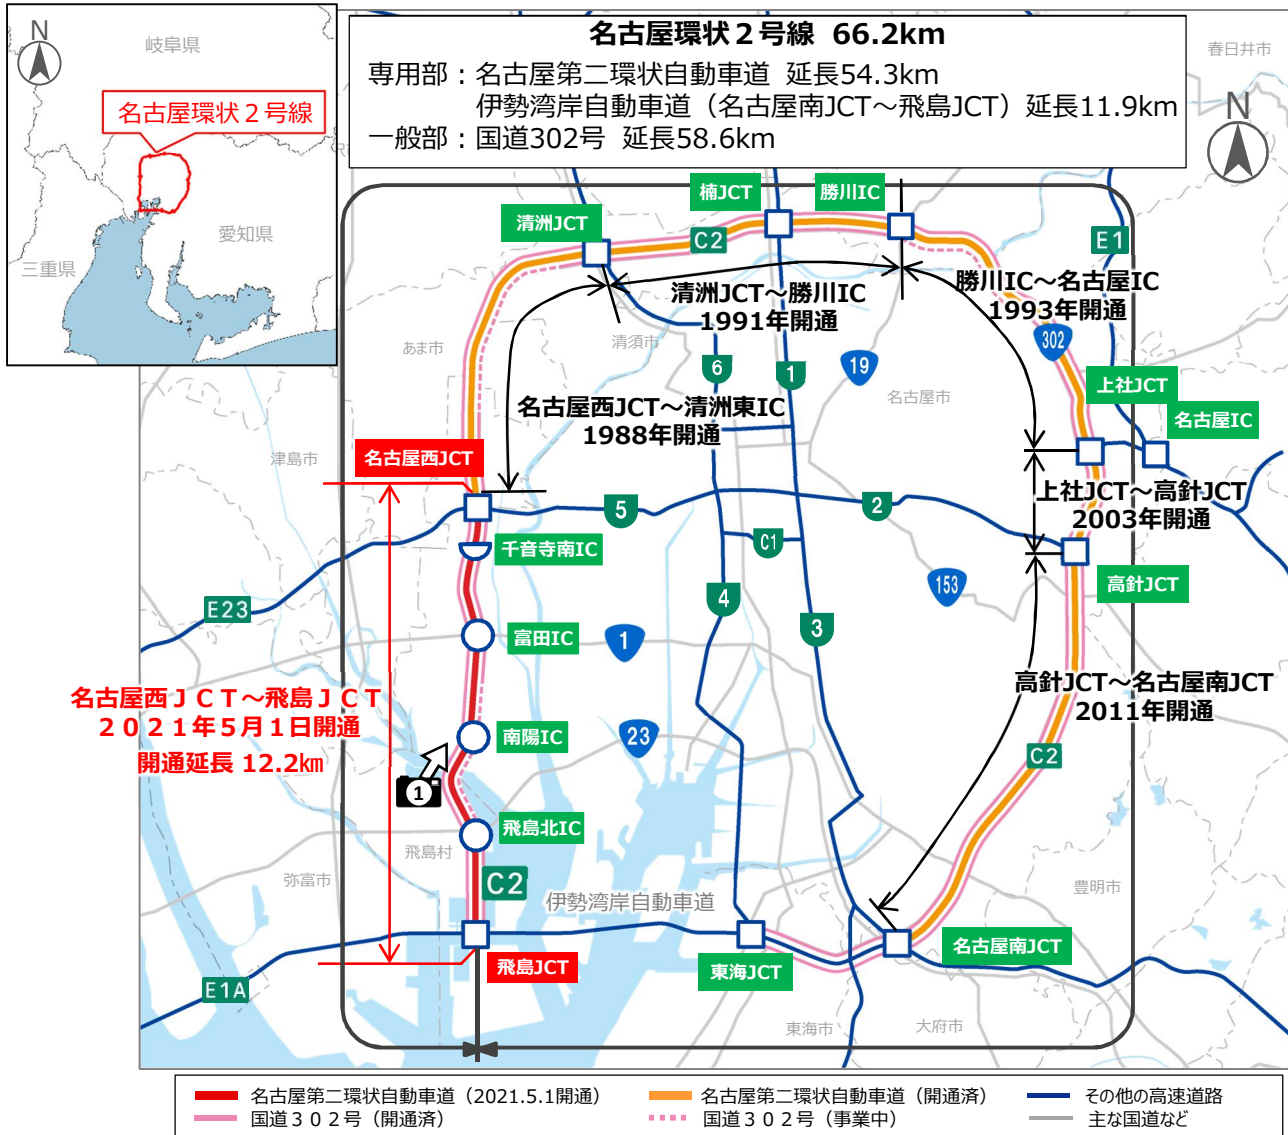 名古屋環状２号線 66.2km
専用部：名古屋第二環状自動車道 延長54.3km
伊勢湾岸自動車道（名古屋南JCT～飛島JCT）延長11.9km
一般部：国道302号 延長58.6km
N
岐阜県
名古屋環状２号線
愛知県
三重県
春日井市
N
楠JCT
勝川IC
清洲JCT
C2
E1
勝川IC～名古屋IC
1993年開通
清洲JCT～勝川IC
1991年開通
あま市
清須市
302
6
1
19
上社JCT
名古屋市
名古屋IC
名古屋西JCT～清洲東IC
1988年開通
津島市
名古屋西JCT
上社JCT～高針JCT
2003年開通
5
2
千音寺南IC
C1
高針JCT
153
E23
4
3
富田IC
1
名古屋西ＪＣＴ～飛島ＪＣＴ
２０２１年５月１日開通
開通延長 12.2㎞
高針JCT～名古屋南JCT
2011年開通
南陽IC
23
C2
1
飛島北IC
飛島村
弥富市
C2
伊勢湾岸自動車道
豊明市
飛島JCT
東海JCT
名古屋南JCT
E1A
東海市
大府市
名古屋第二環状自動車道（2021.5.1開通）
名古屋第二環状自動車道（開通済）
その他の高速道路
国道３０２号（開通済）
国道３０２号（事業中）
主な国道など